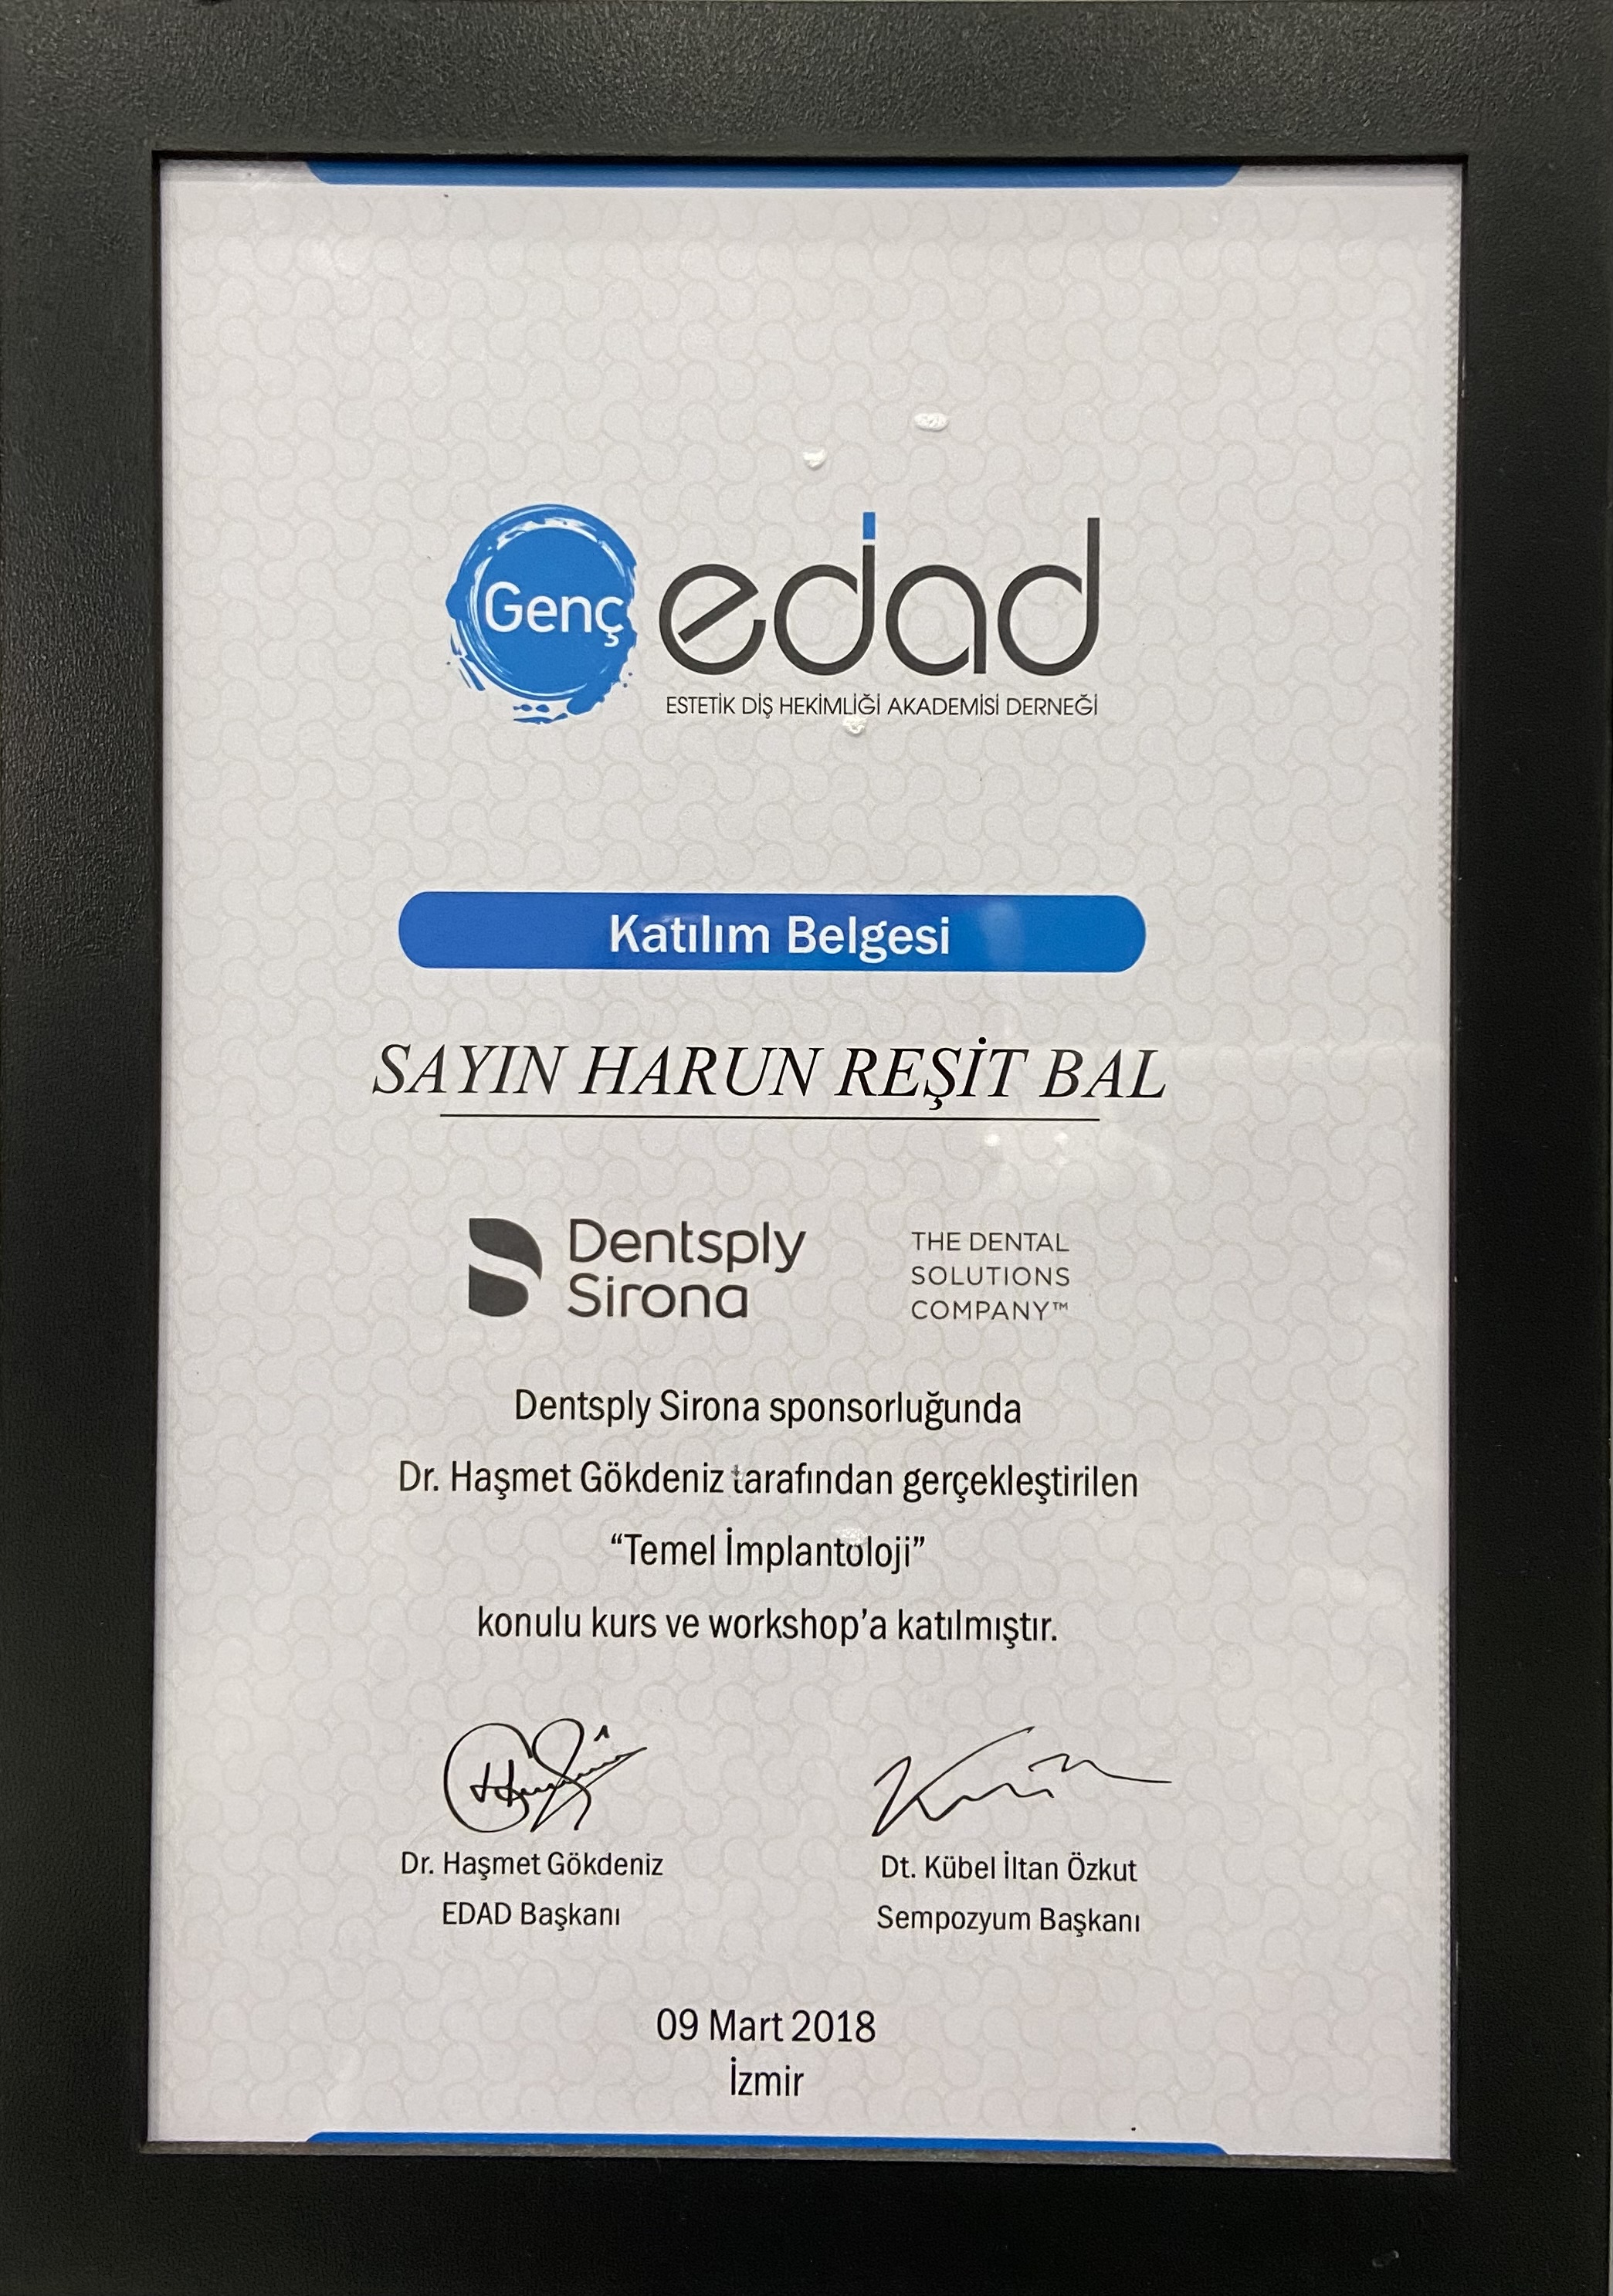 Genç edad
ESTETİK DİŞ HEKİMLİĞİ AKADEMİSİ DERNEĞİ
Katılım Belgesi
SAYIN HARUN REŞİT BAL
Dentsply
Sirona
THE DENTAL
SOLUTIONS
COMPANY™
Dentsply Sirona sponsorluğunda
Dr. Haşmet Gökdeniz tarafından gerçekleştirilen
“Temel İmplantoloji”
konulu kurs ve workshop’a katılmıştır.
Dr. Haşmet Gökdeniz
EDAD Başkanı
Dt. Kübel İltan Özkut
Sempozyum Başkanı
09 Mart 2018
İzmir